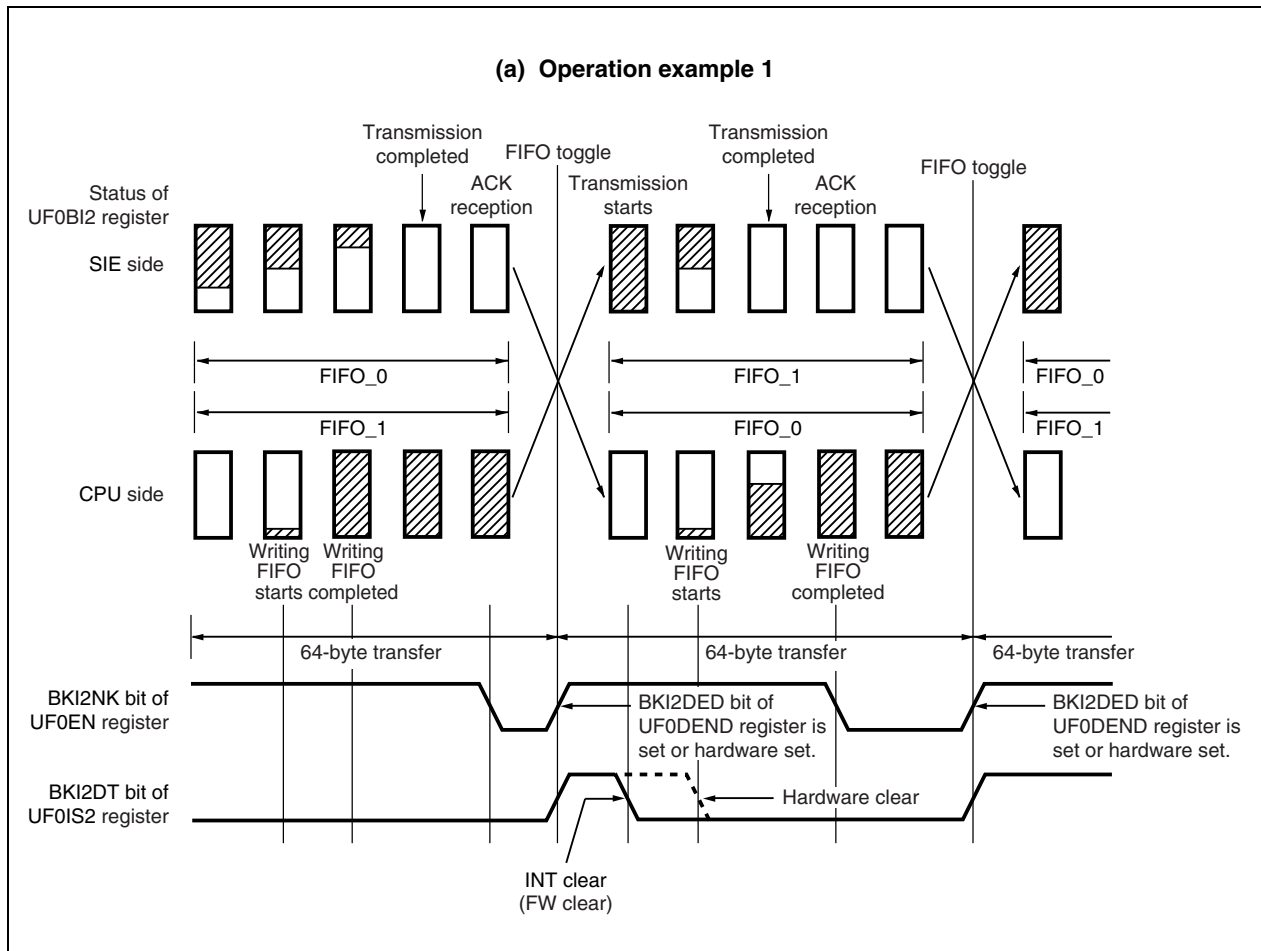 (a) Operation example 1
Transmission
completed
FIFO toggle
Transmission
completed
FIFO toggle
Status of
UF0BI2 register
ACK
reception
Transmission
starts
ACK
reception
SIE side
FIFO_0
FIFO_1
FIFO_0
FIFO_1
FIFO_0
FIFO_1
CPU side
Writing
FIFO
starts
Writing
FIFO
completed
Writing
FIFO
starts
Writing
FIFO
completed
64-byte transfer
64-byte transfer
64-byte transfer
BKI2NK bit of
UF0EN register
BKI2DED bit of
UF0DEND register is
set or hardware set.
BKI2DED bit of
UF0DEND register is
set or hardware set.
BKI2DT bit of
UF0IS2 register
Hardware clear
INT clear
(FW clear)